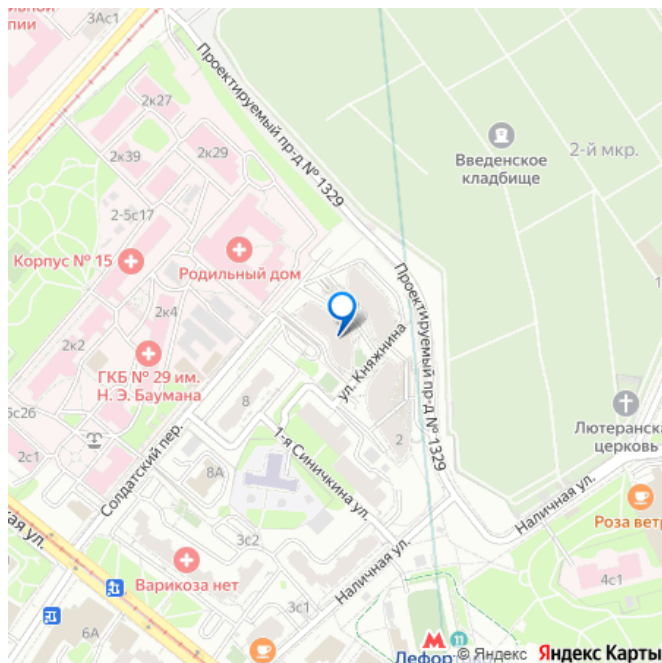 3Ас1
пии
2к27
Проектируемый пр-д № 1329
2к39
2к29
Введенское
кладбище
2-й мкр.
2-5с17
Корпус № 15
Родильный дом
Проектируемый пр-д № 1329
2к4
2к2
ул. Княжнина
ГКБ № 29 им.
Н. Э. Баумана
8
5с26
2
2с1
Солдатский пер.
8А
1-я Синичкина ул.
Лютеранска
церковь
Наличная ул.
Роза ветр
3с2
Варикоза нет
Наличная ул.
4с1
3с1
6А
11
© Яндекс
Яндекс Карты